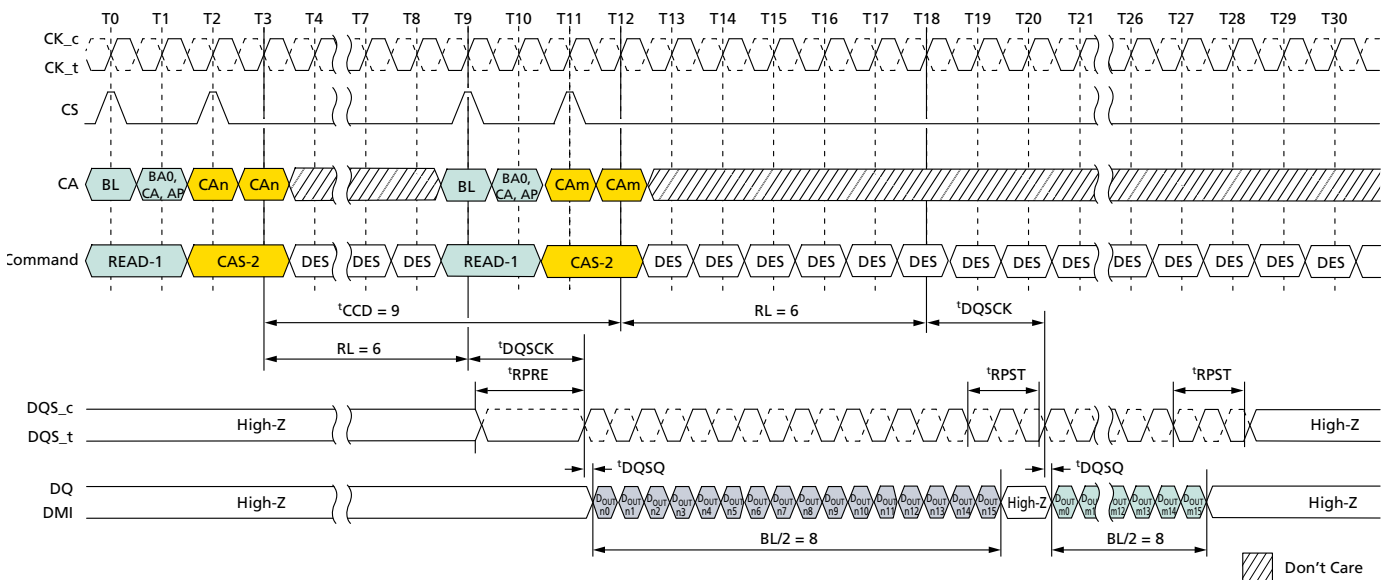 T0 T1 T2 T3 T4 T7 T8 T9 T10 T11 T12 T13 T14 T15 T16 T17 T18 T19 T20 T21 T26 T27 T28 T29 T30
CK_c
CK_t
CS
CA BL BA0, CA, AP CAn CAn BL BA0, CA, AP CAm CAm
Command READ-1 CAS-2 DES DES DES READ-1 CAS-2 DES DES DES DES DES DES DES DES DES DES DES DES DES DES
tCCD = 9 RL = 6 tDQSCK
RL = 6 tDQSCK
tRPRE tRPST tRPST
DQS_c
DQS_t
High-Z High-Z
tDQSQ tDQSQ
DQ
DMI
High-Z DOUT n0 DOUT n1 DOUT n2 DOUT n3 DOUT n4 DOUT n5 DOUT n6 DOUT n7 DOUT n8 DOUT n9 DOUT n10 DOUT n11 DOUT n12 DOUT n13 DOUT n14 DOUT n15 High-Z DOUT m0 DOUT m1 DOUT m12 DOUT m13 DOUT m14 DOUT m15 High-Z
BL/2 = 8 BL/2 = 8
Don't Care